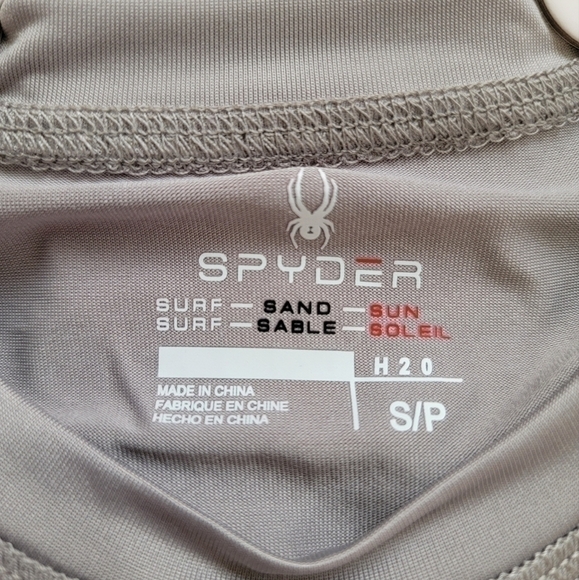 SPYDER
SURF — SAND — SUN
SURF — SABLE — SOLEIL
H20
MADE IN CHINA
FABRIQUE EN CHINE
HECHO EN CHINA
S/P